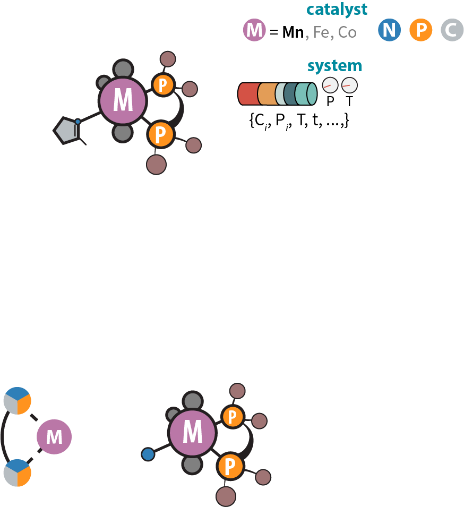 catalyst
M = Mn, Fe, Co N P C
system
P T
{Ci, Pi, T, t, ...,}
P
M
P
M
P
M
P